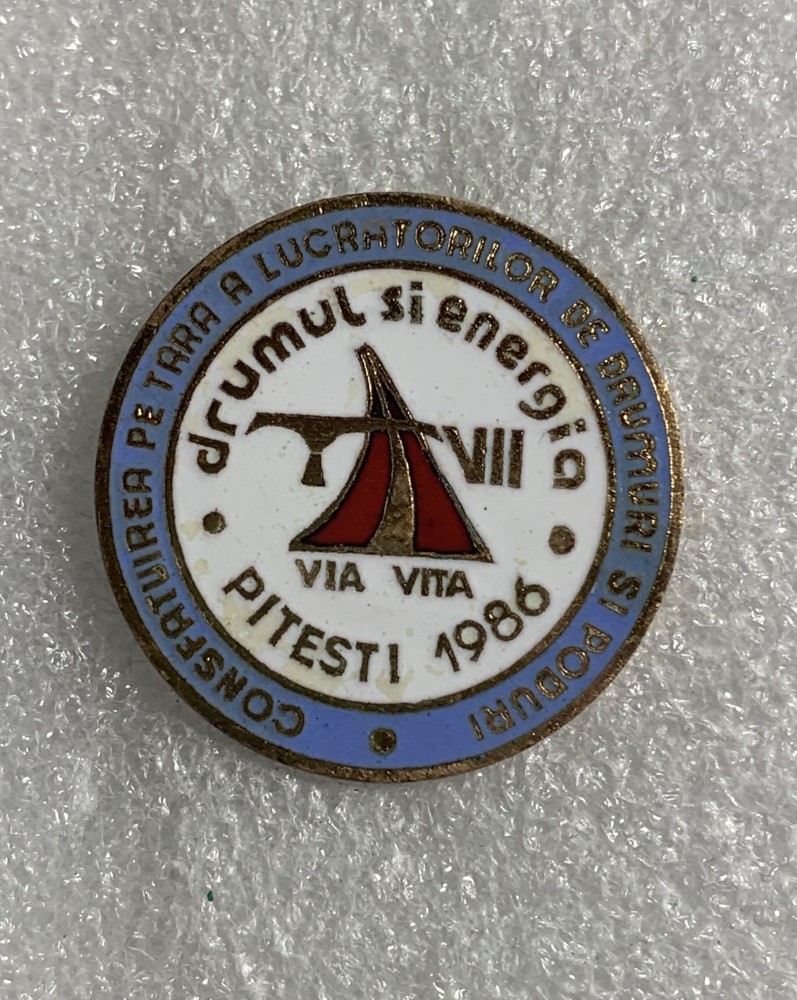 CONSFATUIREA PE TARA A LUCRATORILOR DE DRUMURI SI PODURI
drumul si energia
VII
VIA VITA
PITESTI 1986